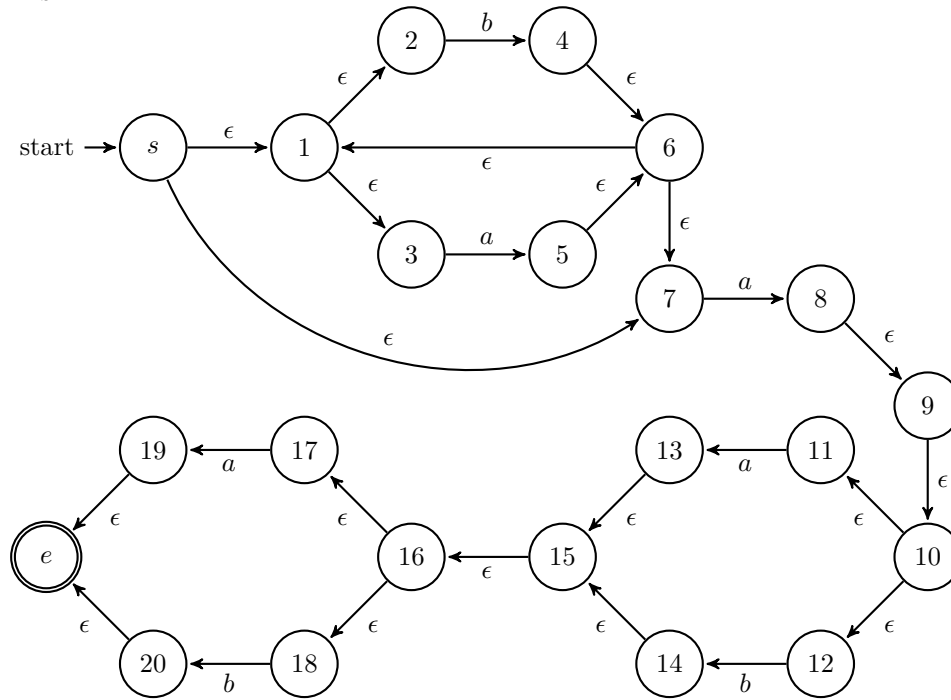 2 b 4
ϵ ϵ
start s ϵ 1 6
ϵ
ϵ ϵ
3 a 5 ϵ
7 a 8
ϵ ϵ
9
19 a 17 13 a 11 ϵ
ϵ ϵ ϵ ϵ
e 16 ϵ 15 10
ϵ ϵ ϵ ϵ
20 b 18 14 b 12